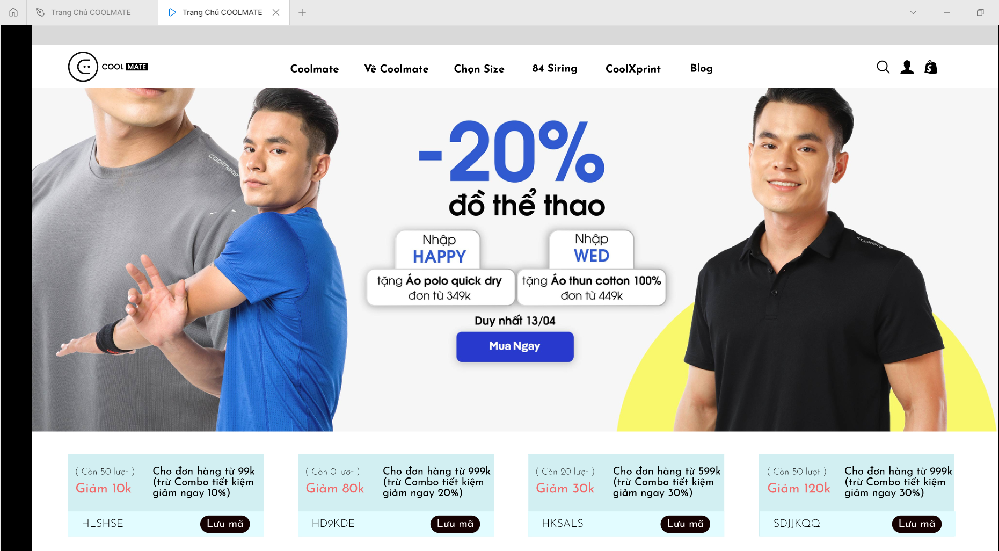 Trang Chủ COOLMATE
Trang Chủ COOLMATE
COOL MATE
Coolmate
Vê Coolmate
Chọn Size
84 Siring
CoolXprint
Blog
coolmate
-20%
đồ thể thao
Nhập
HAPPY
tặng Áo polo quick dry
đơn từ 349k
Nhập
WED
tặng Áo thun cotton 100%
đơn từ 449k
Duy nhất 13/04
Mua Ngay
coolmate
( Còn 50 lượt )
Giảm 10k
Cho đơn hàng từ 99k
(trừ Combo tiết kiệm
giảm ngay 10%)
HLSHSE
Lưu mã
( Còn 0 lượt )
Giảm 80k
Cho đơn hàng từ 999k
(trừ Combo tiết kiệm
giảm ngay 20%)
HD9KDE
Lưu mã
( Còn 20 lượt )
Giảm 30k
Cho đơn hàng từ 599k
(trừ Combo tiết kiệm
giảm ngay 30%)
HKSALS
Lưu mã
( Còn 50 lượt )
Giảm 120k
Cho đơn hàng từ 999k
(trừ Combo tiết kiệm
giảm ngay 30%)
SDJJKQQ
Lưu mã